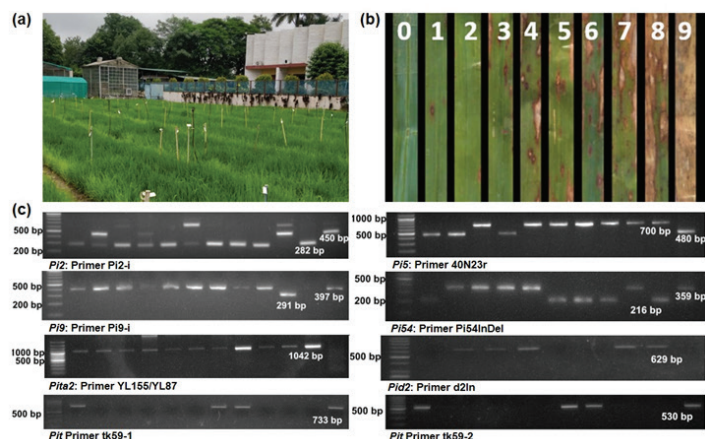 (a)
(b)
0 1 2 3 4 5 6 7 8 9
(c)
500 bp
200 bp
450 bp
282 bp
Pi2: Primer Pi2-i
500 bp
200 bp
397 bp
291 bp
Pi9: Primer Pi9-i
1000 bp
500 bp
1042 bp
Pita2: Primer YL155/YL87
500 bp
733 bp
Pit Primer tk59-1
1000 bp
500 bp
700 bp
480 bp
Pi5: Primer 40N23r
500 bp
200 bp
359 bp
216 bp
Pi54: Primer Pi54InDel
500 bp
629 bp
Pid2: Primer d2In
500 bp
530 bp
Pit Primer tk59-2